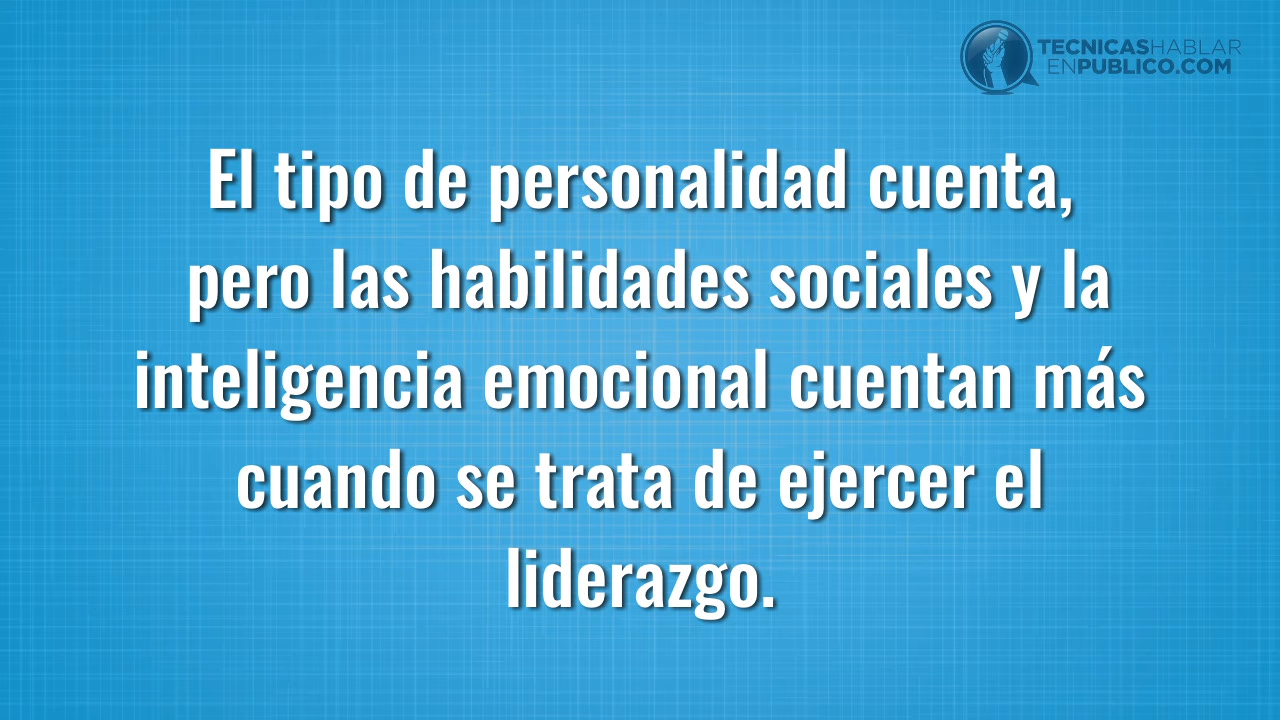 TECNICASHABLAR
ENPUBLICO.COM
El tipo de personalidad cuenta,
pero las habilidades sociales y la
inteligencia emocional cuentan más
cuando se trata de ejercer el
liderazgo.